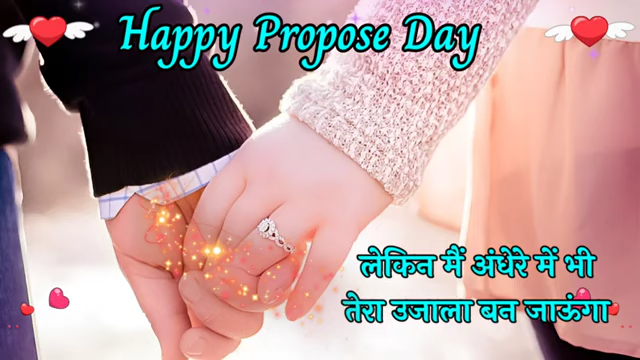 Happy Propose Day
लेकिन मैं अंधेरे में भी
तेरा उजाला बन जाऊंगा